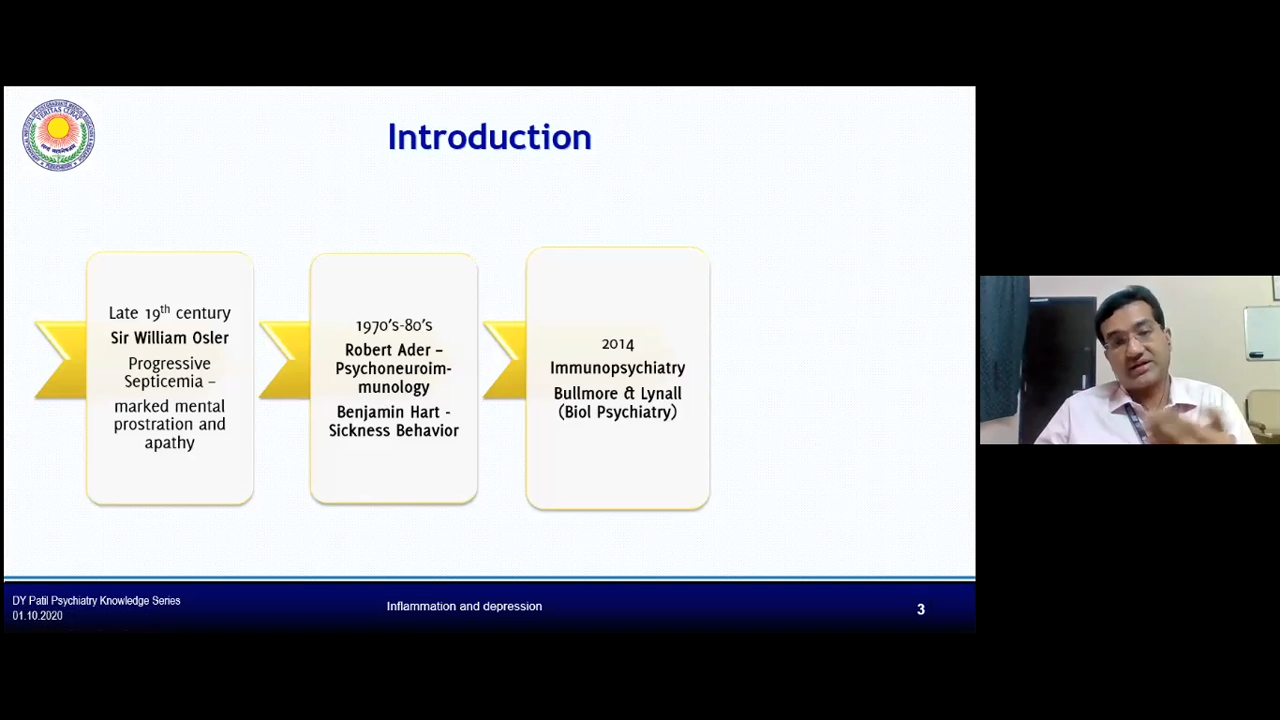 Introduction
Late 19th century
Sir William Osler
Progressive
Septicemia –
marked mental
prostration and
apathy
1970's-80's
Robert Ader –
Psychoneuroim-
munology
Benjamin Hart -
Sickness Behavior
2014
Immunopsychiatry
Bullmore & Lynall
(Biol Psychiatry)
DY Patil Psychiatry Knowledge Series
01.10.2020
Inflammation and depression
3